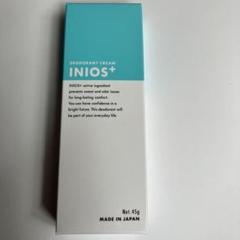 DEODORANT CREAM
INIOS+
INIOS+ active ingredient
prevents sweat and odor issues
for long-lasting comfort.
You can have confidence in a
bright future. This deodorant will
be part of your everyday life.
Net 45g
MADE IN JAPAN